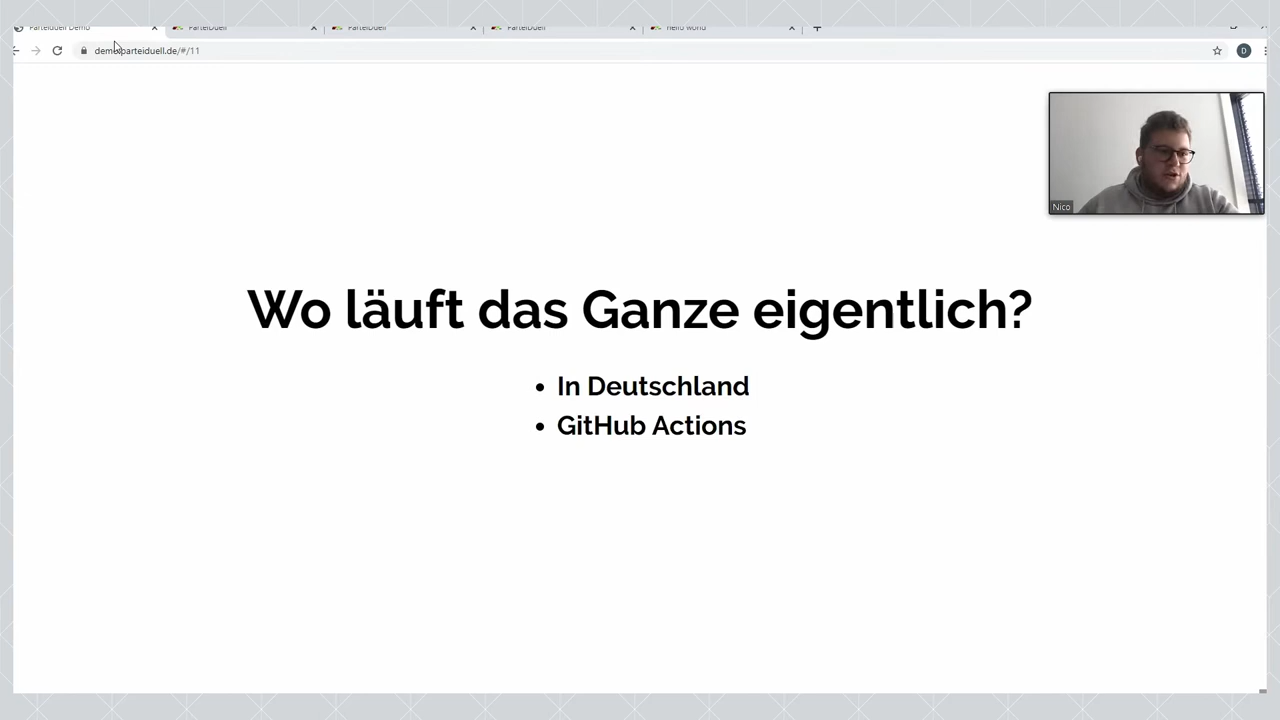 ParteiDuell Demo
ParteiDuell
ParteiDuell
ParteiDuell
Hello World
demo.parteiduell.de/#/11
D
Nico
Wo läuft das Ganze eigentlich?
• In Deutschland
• GitHub Actions